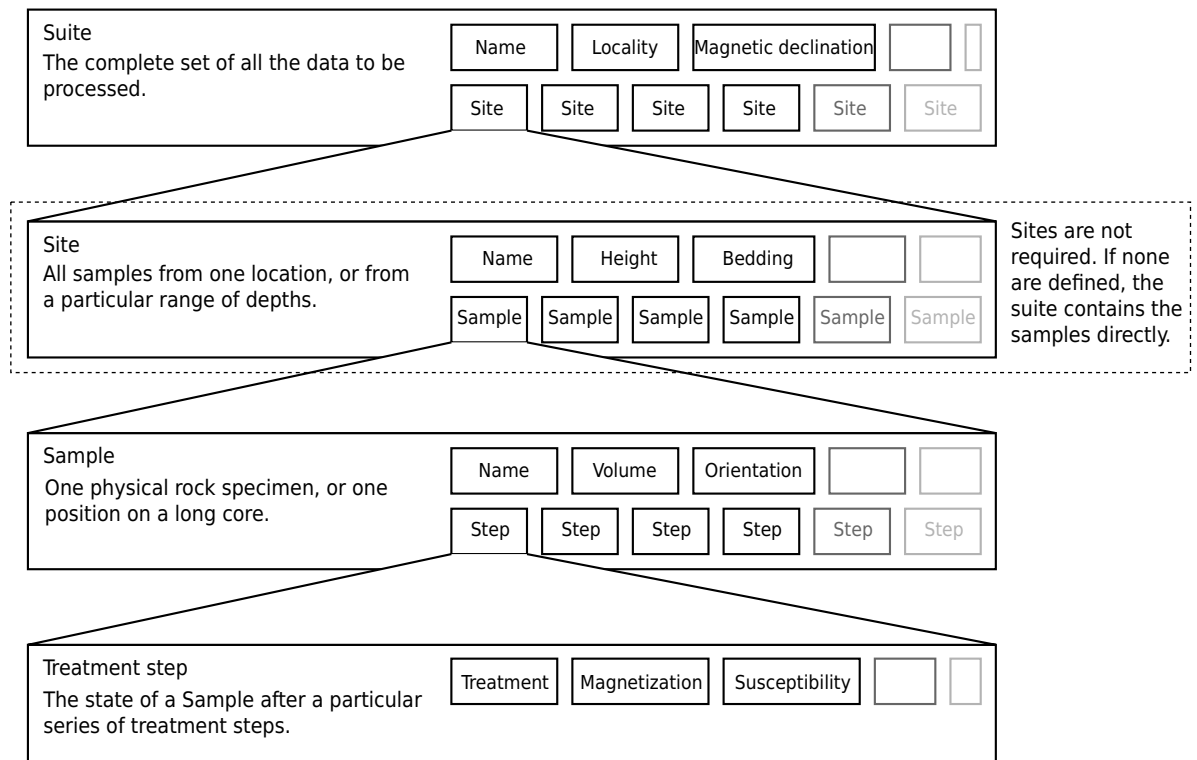 Suite
The complete set of all the data to be
processed.
Name Locality Magnetic declination
Site Site Site Site Site Site
Site
All samples from one location, or from
a particular range of depths.
Name Height Bedding
Sample Sample Sample Sample Sample Sample
Sites are not
required. If none
are defined, the
suite contains the
samples directly.
Sample
One physical rock specimen, or one
position on a long core.
Name Volume Orientation
Step Step Step Step Step Step
Treatment step
The state of a Sample after a particular
series of treatment steps.
Treatment Magnetization Susceptibility